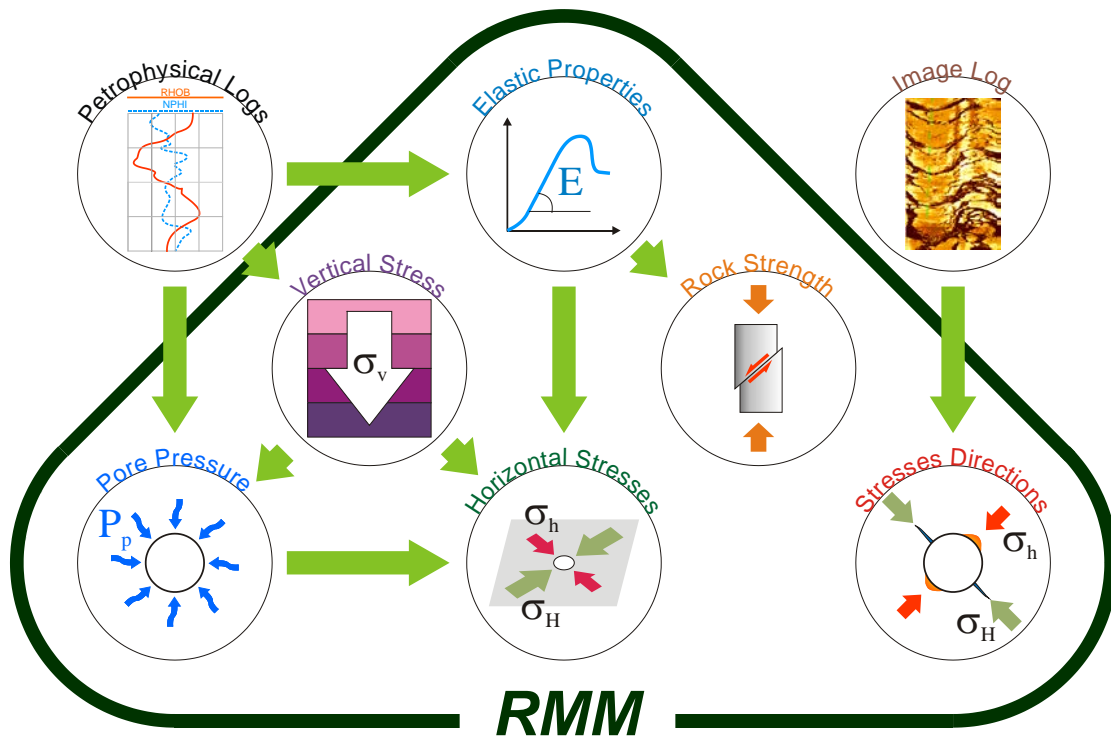 Petrophysical Logs
RHOB
NPHI
Elastic Properties
E
Image Log
Vertical Stress
σv
Rock Strength
Pore Pressure
Pp
Horizontal Stresses
σh
σH
Stresses Directions
σh
σH
RMM